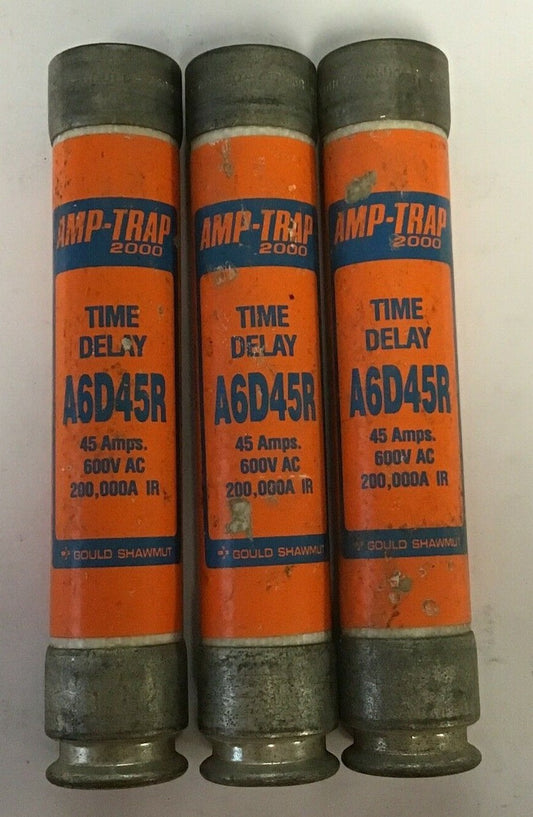 AMP-TRAP
2000
TIME
DELAY
A6D45R
45 Amps.
600V AC
200,000A IR
GOULD SHAWMUT
AMP-TRAP
2000
TIME
DELAY
A6D45R
45 Amps.
600V AC
200,000A IR
GOULD SHAWMUT
AMP-TRAP
2000
TIME
DELAY
A6D45R
45 Amps.
600V AC
200,000A IR
GOULD SHAWMUT